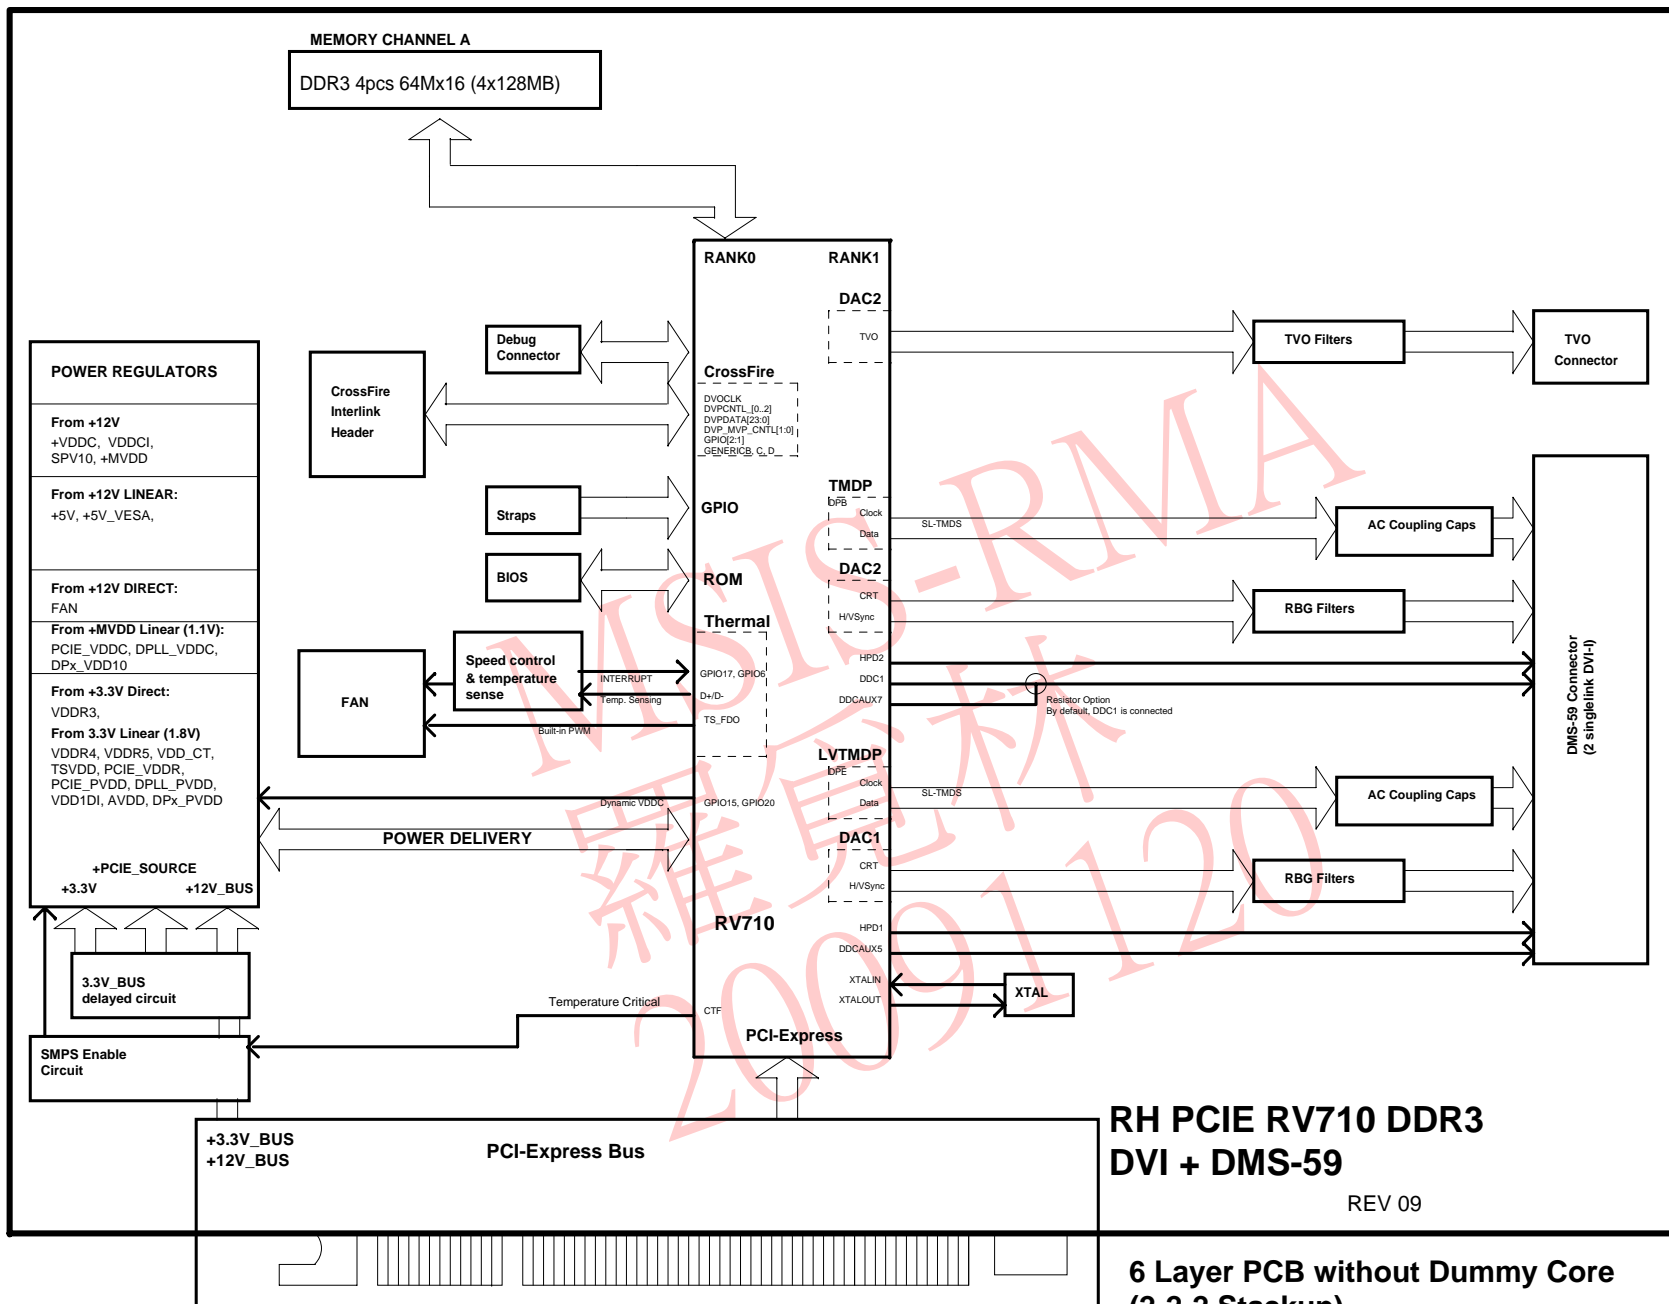 MEMORY CHANNEL A
DDR3 4pcs 64Mx16 (4x128MB)
RANK0
RANK1
DAC2
TVO
TVO Filters
TVO
Connector
Debug
Connector
CrossFire
Interlink
Header
CrossFire
DVOCLK
DVPCNTL_[0..2]
DVPDATA[23:0]
DVP_MVP_CNTL[1:0]
GPIO[2:1]
GENERICB, C, D
POWER REGULATORS
From +12V
+VDDC, VDDCI,
SPV10, +MVDD
From +12V LINEAR:
+5V, +5V_VESA,
From +12V DIRECT:
FAN
From +MVDD Linear (1.1V):
PCIE_VDDC, DPLL_VDDC,
DPx_VDD10
From +3.3V Direct:
VDDR3,
From 3.3V Linear (1.8V)
VDDR4, VDDR5, VDD_CT,
TSVDD, PCIE_VDDR,
PCIE_PVDD, DPLL_PVDD,
VDD1DI, AVDD, DPx_PVDD
+PCIE_SOURCE
+3.3V
+12V_BUS
Straps
GPIO
BIOS
ROM
Thermal
Speed control
& temperature
sense
FAN
INTERRUPT
Temp. Sensing
Built-in PWM
GPIO17, GPIO6
D+/D-
TS_FDO
Dynamic VDDC
GPIO15, GPIO20
POWER DELIVERY
TMDP
DPB
Clock
Data
SL-TMDS
AC Coupling Caps
DAC2
CRT
H/VSync
RBG Filters
HPD2
DDC1
DDCAUX7
Resistor Option
By default, DDC1 is connected
DMS-59 Connector
(2 singlelink DVI-I)
LVTMDP
DPE
Clock
Data
SL-TMDS
AC Coupling Caps
DAC1
CRT
H/VSync
RBG Filters
RV710
HPD1
DDCAUX5
XTALIN
XTALOUT
XTAL
3.3V_BUS
delayed circuit
SMPS Enable
Circuit
Temperature Critical
CTF
PCI-Express
+3.3V_BUS
+12V_BUS
PCI-Express Bus
RH PCIE RV710 DDR3
DVI + DMS-59
REV 09
6 Layer PCB without Dummy Core
(2-2-2 Stackup)
MSIS-RMA
羅覓林
20091120